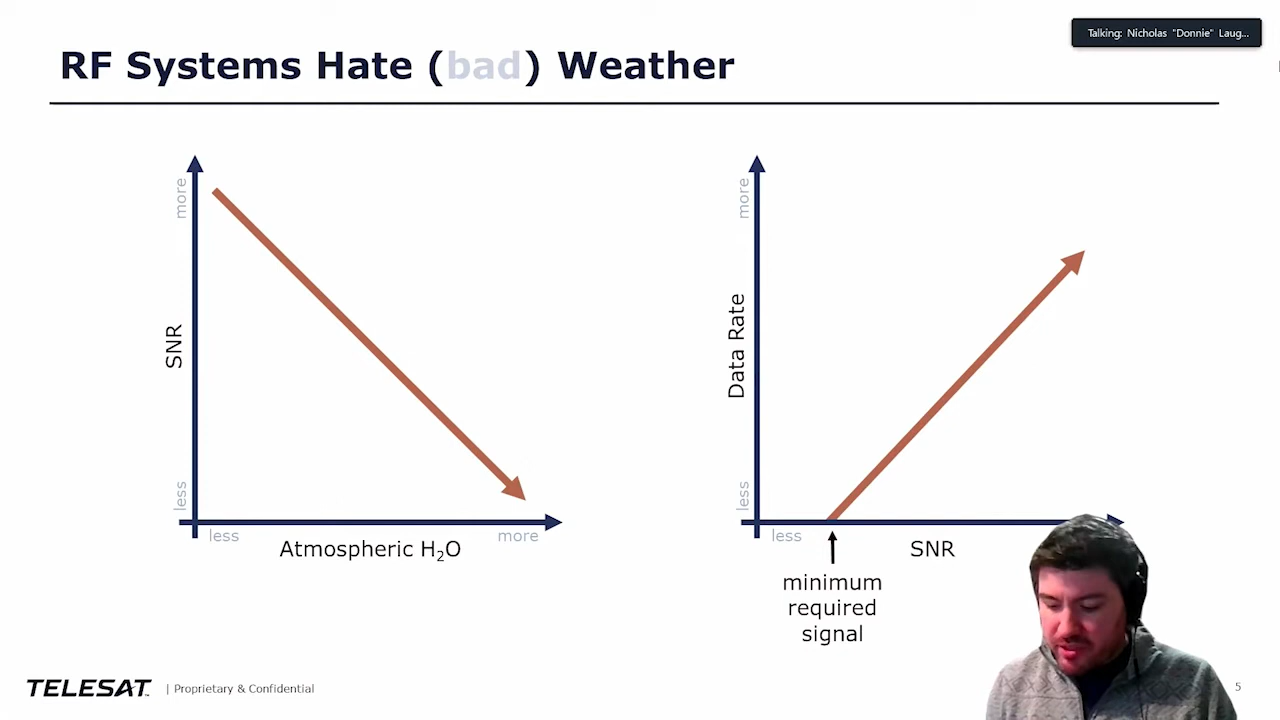 Talking: Nicholas "Donnie" Laug...
RF Systems Hate (bad) Weather
more
SNR
less
less
more
Atmospheric H₂O
more
Data Rate
less
less
SNR
minimum
required
signal
TELESAT™ | Proprietary & Confidential
5